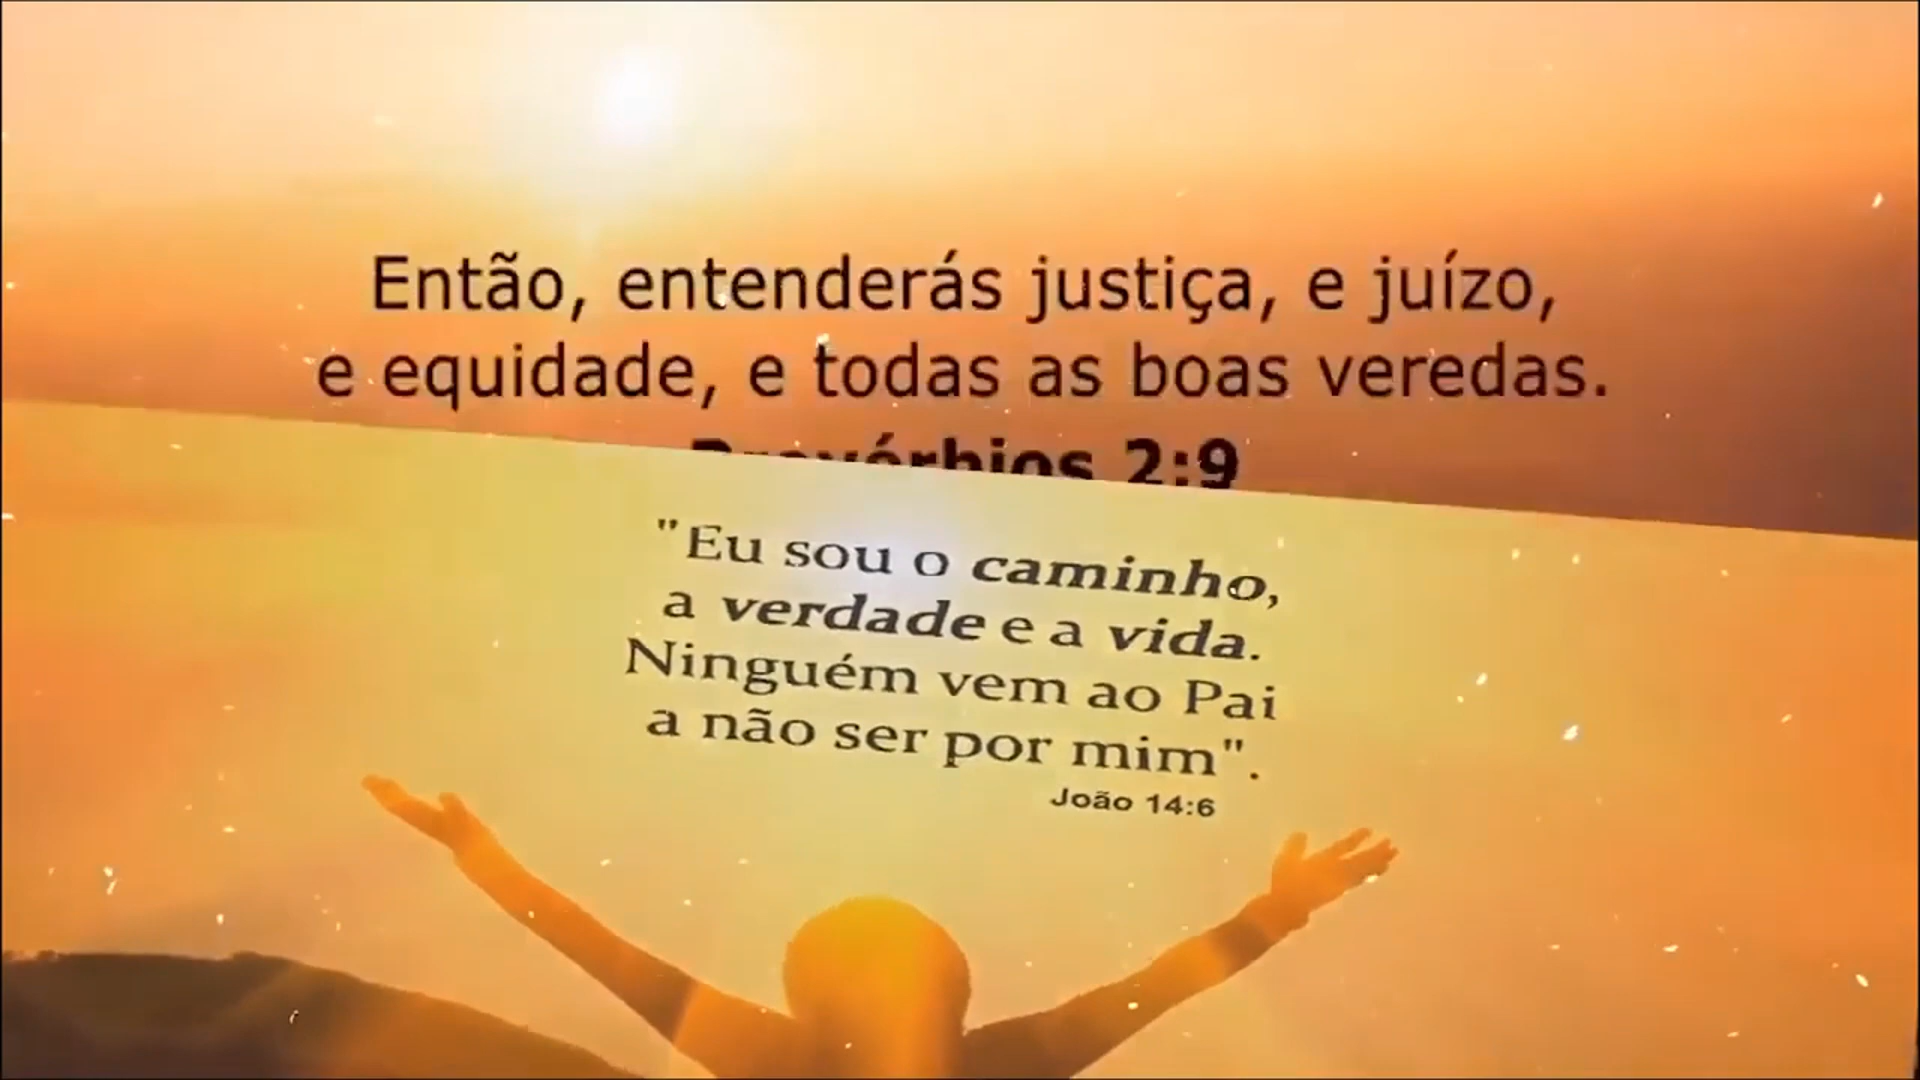 Então, entenderás justiça, e juízo,
e equidade, e todas as boas veredas.
Provérbios 2:9
"Eu sou o caminho,
a verdade e a vida.
Ninguém vem ao Pai
a não ser por mim".
João 14:6